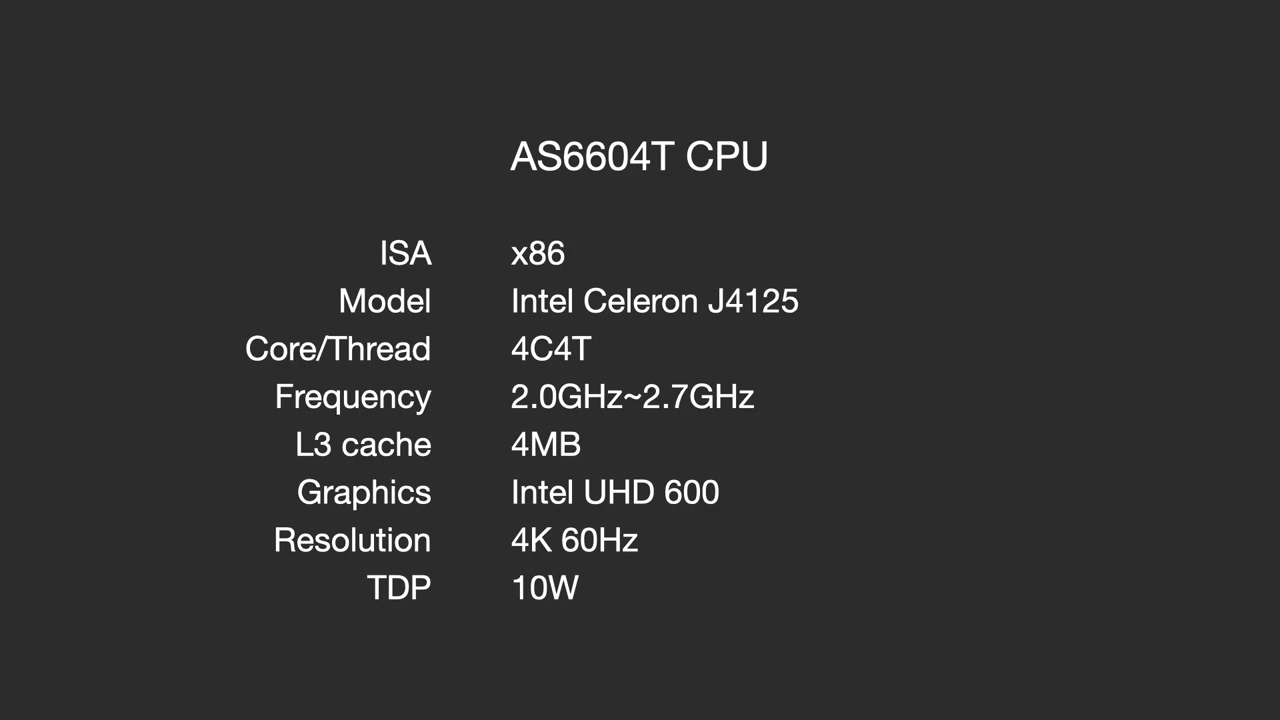 AS6604T CPU
ISA x86
Model Intel Celeron J4125
Core/Thread 4C4T
Frequency 2.0GHz~2.7GHz
L3 cache 4MB
Graphics Intel UHD 600
Resolution 4K 60Hz
TDP 10W